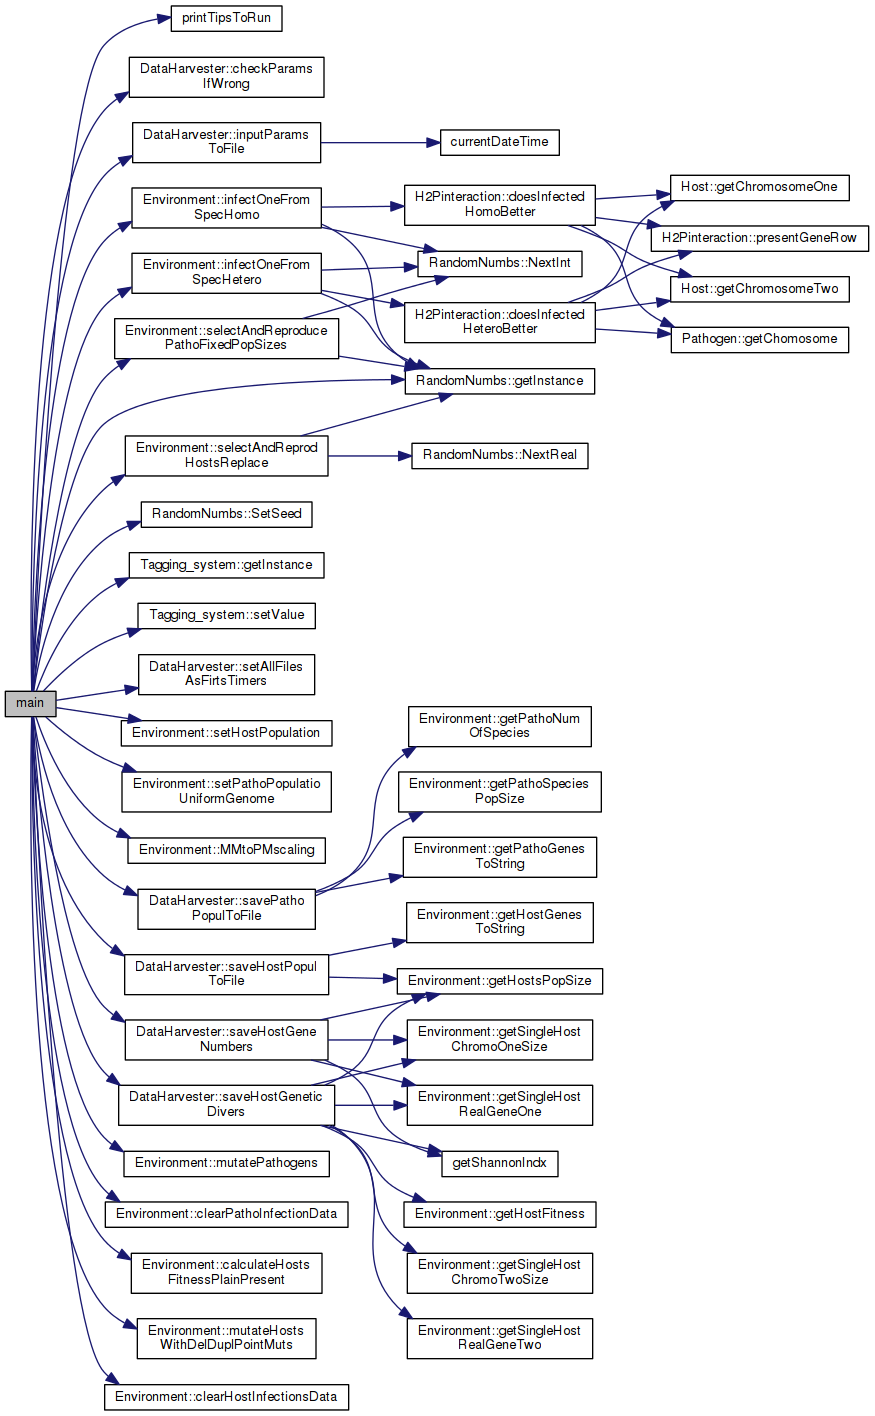 printTipsToRun
DataHarvester::checkParams
IfWrong
DataHarvester::inputParams
ToFile
currentDateTime
Environment::infectOneFrom
SpecHomo
H2Pinteraction::doesInfected
HomoBetter
Host::getChromosomeOne
H2Pinteraction::presentGeneRow
Environment::infectOneFrom
SpecHetero
RandomNumbs::NextInt
Host::getChromosomeTwo
Environment::selectAndReproduce
PathoFixedPopSizes
H2Pinteraction::doesInfected
HeteroBetter
Pathogen::getChomosome
RandomNumbs::getInstance
Environment::selectAndReprod
HostsReplace
RandomNumbs::NextReal
RandomNumbs::SetSeed
Tagging_system::getInstance
Tagging_system::setValue
DataHarvester::setAllFiles
AsFirtsTimers
main
Environment::setHostPopulation
Environment::getPathoNum
OfSpecies
Environment::setPathoPopulatio
UniformGenome
Environment::getPathoSpecies
PopSize
Environment::MMtoPMscaling
Environment::getPathoGenes
ToString
DataHarvester::savePatho
PopulToFile
Environment::getHostGenes
ToString
DataHarvester::saveHostPopul
ToFile
Environment::getHostsPopSize
DataHarvester::saveHostGene
Numbers
Environment::getSingleHost
ChromoOneSize
DataHarvester::saveHostGenetic
Divers
Environment::getSingleHost
RealGeneOne
Environment::mutatePathogens
getShannonIndx
Environment::clearPathoInfectionData
Environment::getHostFitness
Environment::calculateHosts
FitnessPlainPresent
Environment::getSingleHost
ChromoTwoSize
Environment::mutateHosts
WithDelDuplPointMuts
Environment::getSingleHost
RealGeneTwo
Environment::clearHostInfectionsData